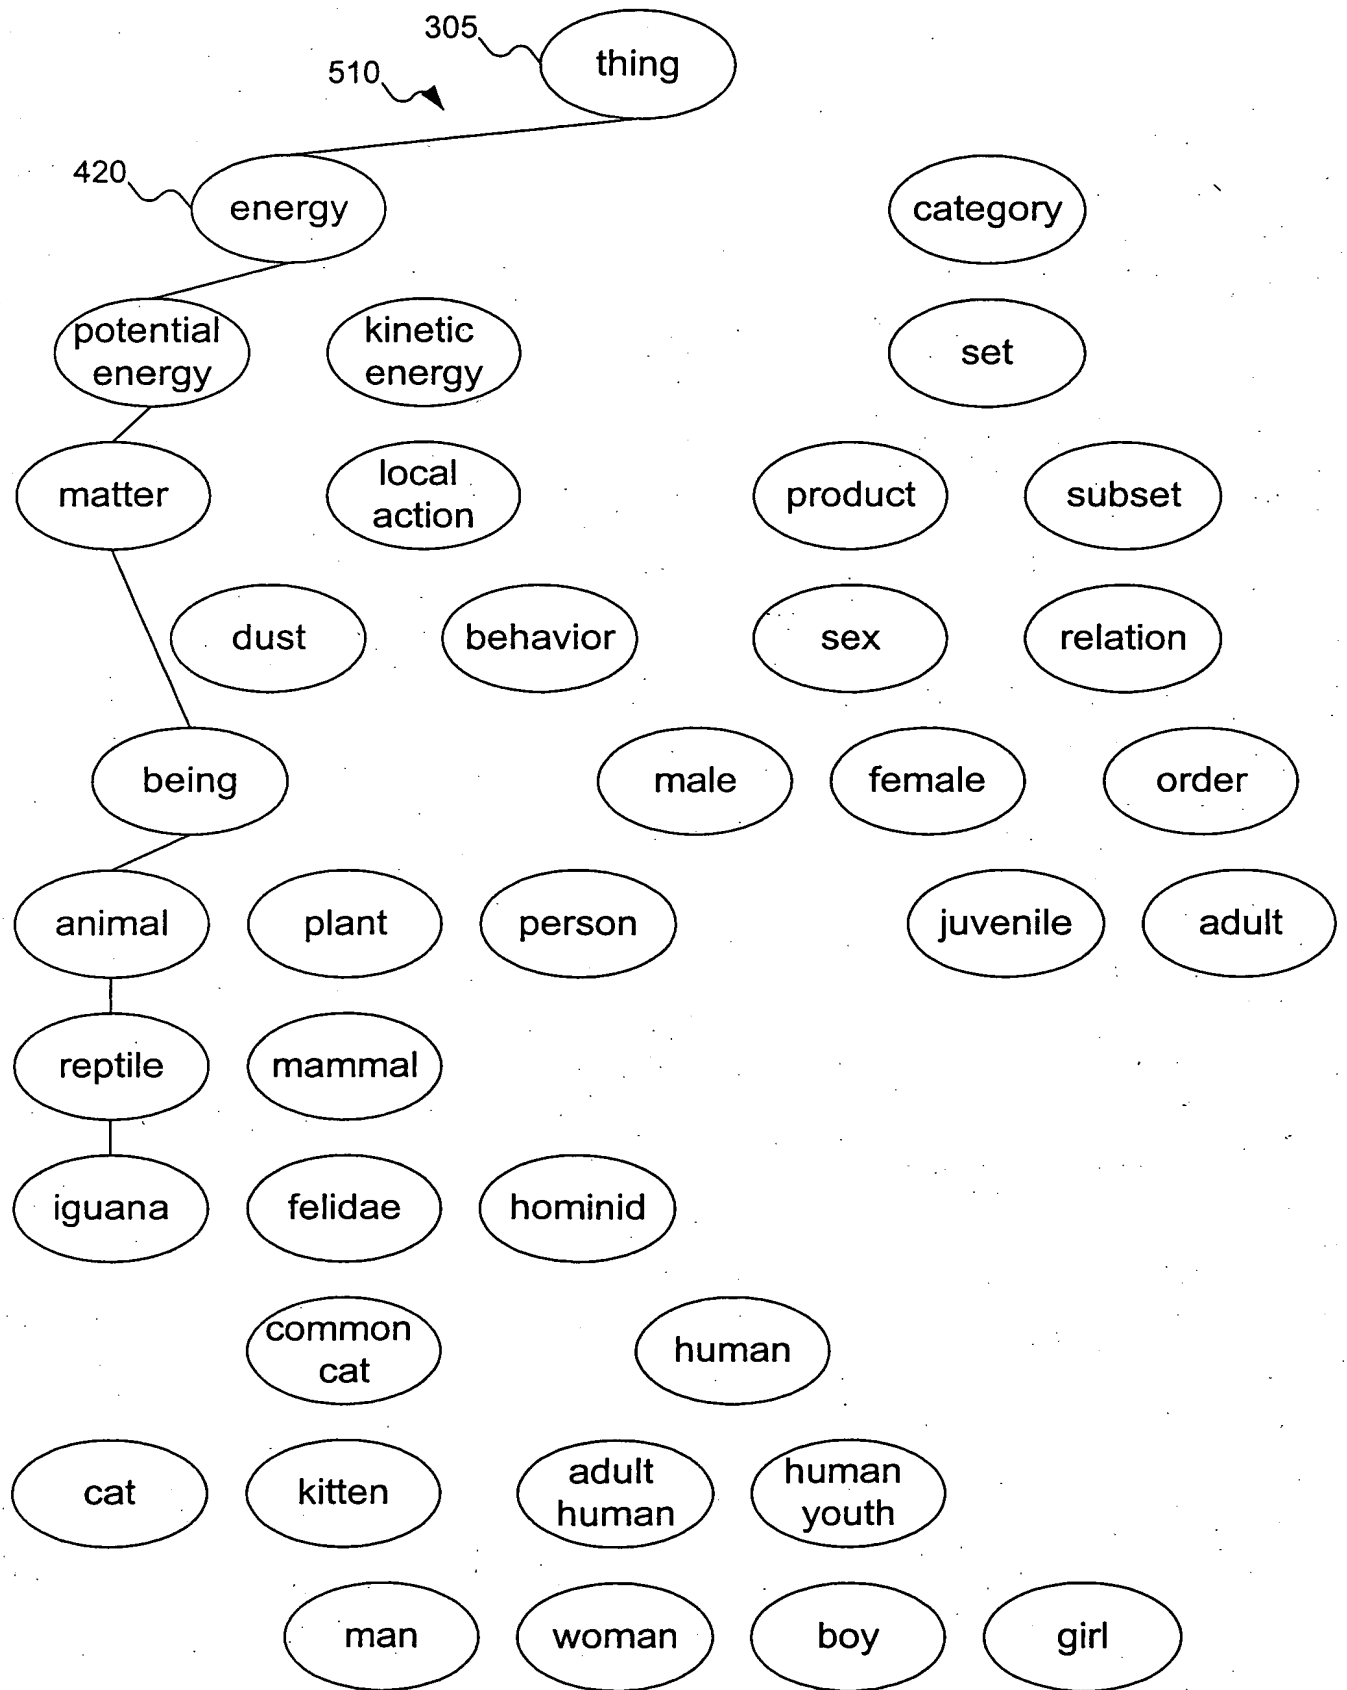 305
thing
510
420
energy
category
potential
energy
kinetic
energy
set
matter
local
action
product
subset
dust
behavior
sex
relation
being
male
female
order
animal
plant
person
juvenile
adult
reptile
mammal
iguana
felidae
hominid
common
cat
human
cat
kitten
adult
human
human
youth
man
woman
boy
girl